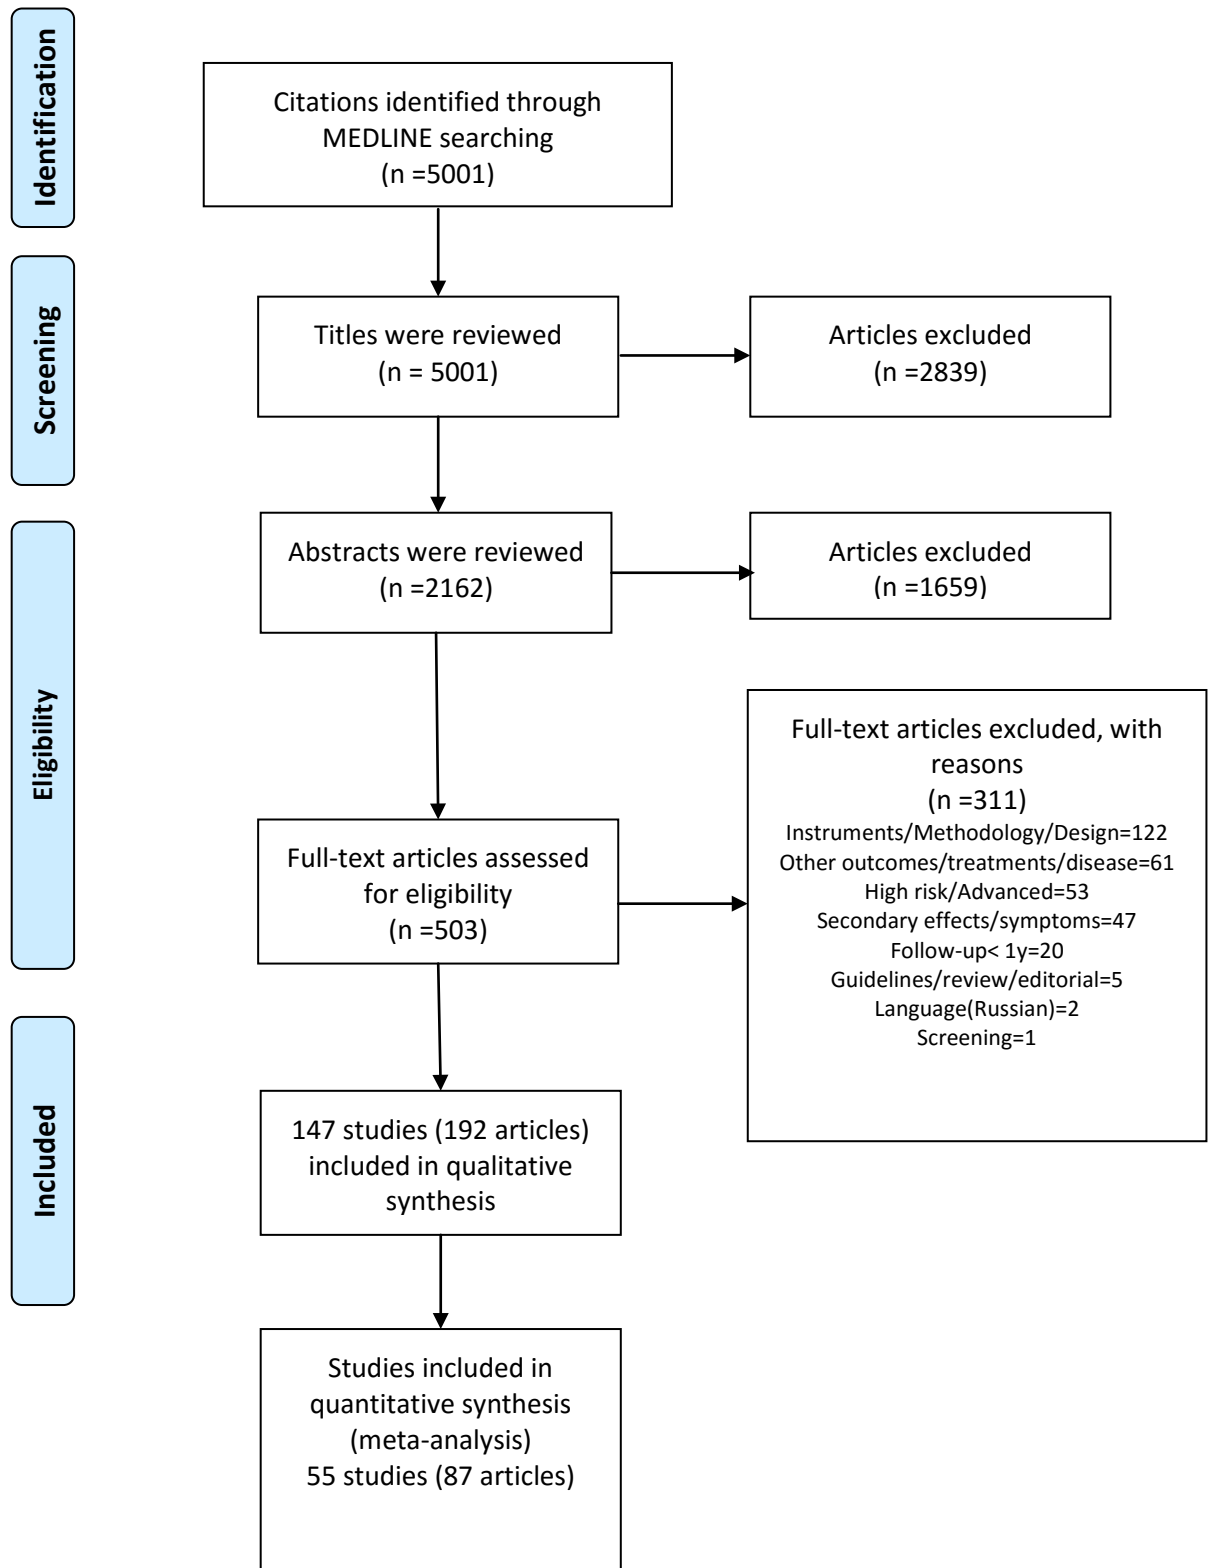 Identification
Citations identified through
MEDLINE searching
(n =5001)
Screening
Titles were reviewed
(n = 5001)
Articles excluded
(n =2839)
Eligibility
Abstracts were reviewed
(n =2162)
Articles excluded
(n =1659)
Full-text articles assessed
for eligibility
(n =503)
Full-text articles excluded, with
reasons
(n =311)
Instruments/Methodology/Design=122
Other outcomes/treatments/disease=61
High risk/Advanced=53
Secondary effects/symptoms=47
Follow-up< 1y=20
Guidelines/review/editorial=5
Language(Russian)=2
Screening=1
Included
147 studies (192 articles)
included in qualitative
synthesis
Studies included in
quantitative synthesis
(meta-analysis)
55 studies (87 articles)